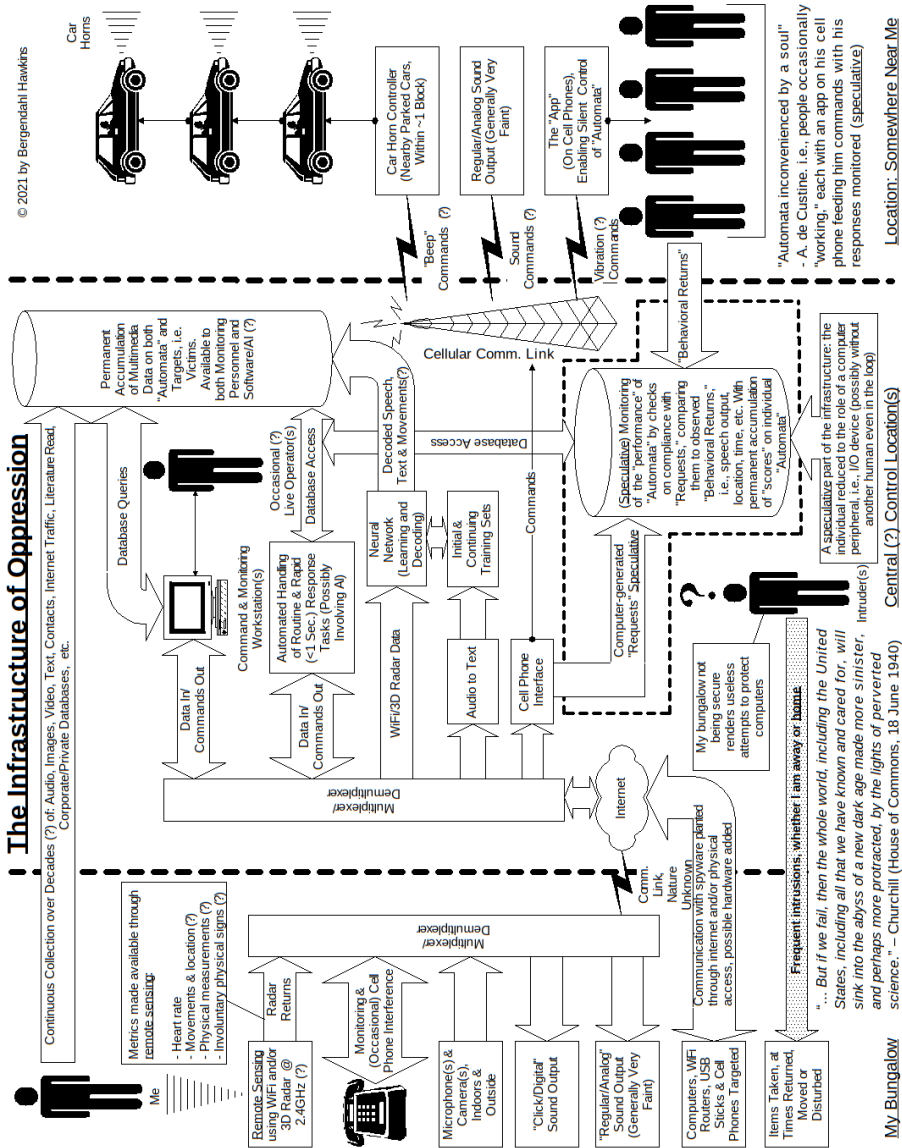 The Infrastructure of Oppression
© 2021 by Bergendahl Hawkins
Continuous Collection over Decades (?) of: Audio, Images, Video, Text, Contacts, Internet Traffic, Literature Read,
Corporate/Private Databases, etc.
Me
Metrics made available through
remote sensing:
- Heart rate
- Movements & location(?)
- Physical measurements (?)
- Involuntary physical signs (?)
Remote Sensing
using WiFi and/or
3D Radar @
2.4GHz (?)
Radar
Returns
Monitoring &
(Occasional) Cell
Phone Interference
Microphone(s) &
Camera(s),
Indoors &
Outside
"Click/Digital"
Sound Output
"Regular/Analog"
Sound Output
(Generally Very
Faint)
Computers, WiFi
Routers, USB
Sticks & Cell
Phones Targeted
Items Taken, at
Times Returned,
Moved or
Disturbed
My Bungalow
Multiplexer/
Demultiplexer
Comm.
Link,
Nature
Unknown
Communication with spyware planted
through internet and/or physical
access, possible hardware added
Frequent intrusions, whether I am away or home
"... But if we fail, then the whole world, including the United
States, including all that we have known and cared for, will
sink into the abyss of a new dark age made more sinister,
and perhaps more protracted, by the lights of perverted
science." – Churchill (House of Commons, 18 June 1940)
Internet
Multiplexer/
Demultiplexer
Data In/
Commands Out
Command & Monitoring
Workstation(s)
Database Queries
Data In/
Commands Out
Automated Handling
of Routine & Rapid
(<1 Sec.) Response
Tasks (Possibly
Involving AI)
Occasional (?)
Live Operator(s)
Database Access
WiFi/3D Radar Data
Neural
Network
(Learning and
Decoding)
Decoded Speech,
Text & Movements(?)
Audio to Text
Initial &
Continuing
Training Sets
Cell Phone
Interface
Commands
Database Access
Computer-generated
"Requests" Speculative
My bungalow not
being secure
renders useless
attempts to protect
computers
?
Intruder(s)
Permanent
Accumulation
of Multimedia
Data on both
"Automata" and
Targets, i.e.
Victims.
Available to
both Monitoring
Personnel and
Software/AI (?)
Cellular Comm. Link
(Speculative) Monitoring
of the "performance" of
"Automata" by checks
on compliance with
"Requests," comparing
them to observed
"Behavioral Returns,"
i.e., speech output,
location, time, etc. With
permanent accumulation
of "scores" on individual
"Automata"
A speculative part of the infrastructure: the
individual reduced to the role of a computer
peripheral, i.e., I/O device (possibly without
another human even in the loop)
Central (?) Control Location(s)
"Beep"
Commands (?)
Sound
Commands (?)
Vibration (?)
Commands
"Behavioral Returns"
Car
Horns
Car Horn Controller
(Nearby Parked Cars,
Within ~1 Block)
Regular/Analog Sound
Output (Generally Very
Faint)
The "App"
(On Cell Phones),
Enabling Silent Control
of "Automata"
"Automata inconvenienced by a soul"
- A. de Custine. i.e., people occasionally
"working," each with an app on his cell
phone feeding him commands with his
responses monitored (speculative)
Location: Somewhere Near Me